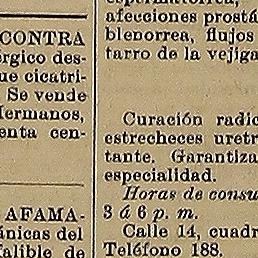 CONTRA
érgico des-
ue cicatri-
Se vende
Hermanos,
enta cen-
AFAMA-
ánicas del
falible de
afecciones prostá
blenorrea, flujos
tarro de la vejiga
Curación radic
estrecheces uretr
tante. Garantiza
especialidad.
Horas de consu
3 á 6 p. m.
Calle 14, cuadr
Teléfono 188.